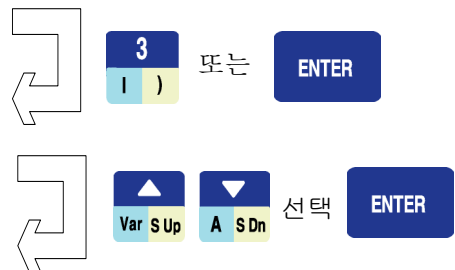 3
I )
또는
ENTER
Var S Up
A S Dn
선택
ENTER